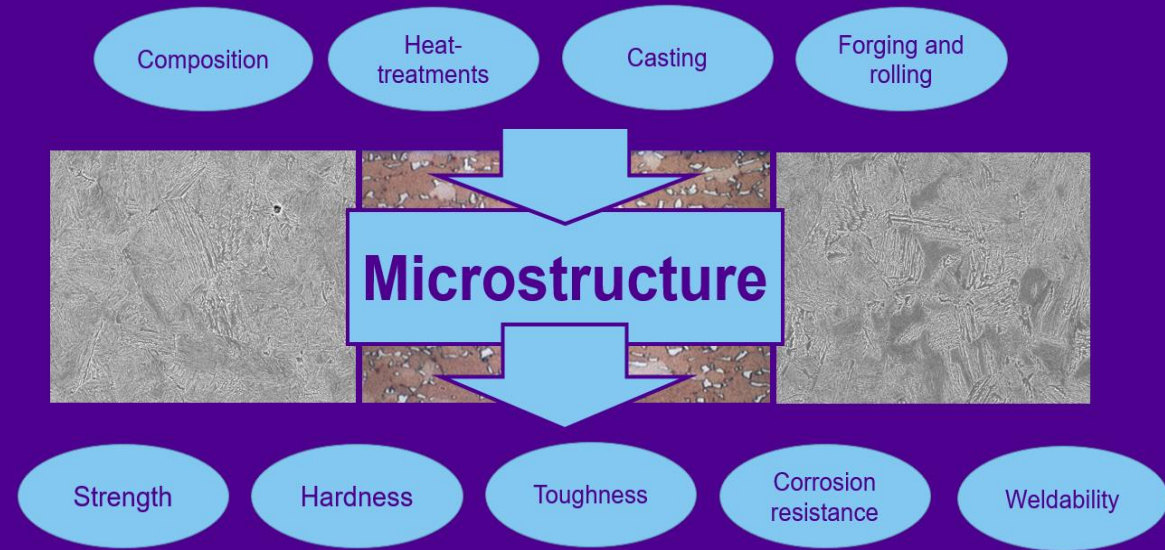 Composition
Heat-
treatments
Casting
Forging and
rolling
Microstructure
Strength
Hardness
Toughness
Corrosion
resistance
Weldability